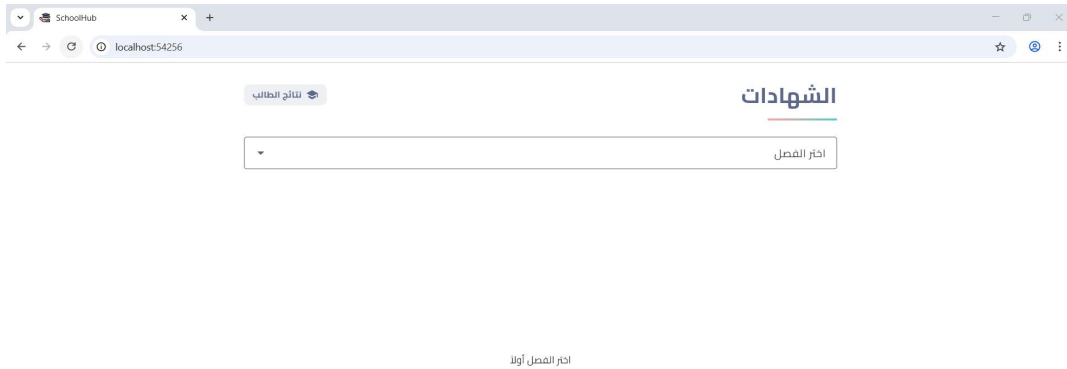 SchoolHub
localhost:54256
الشهادات
نتائج الطالب
اختر الفصل
اختر الفصل أولاً